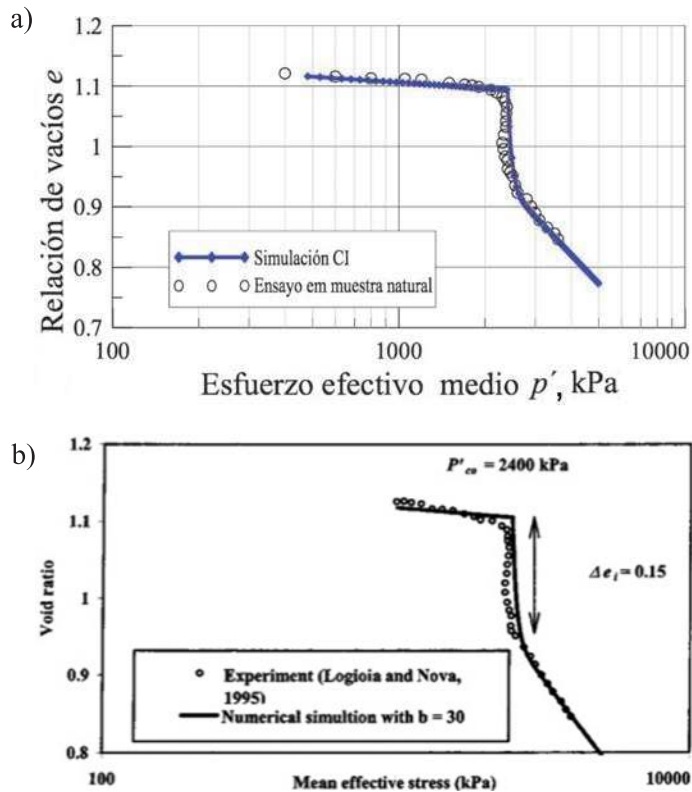 a)
1.2
1.1
1
0.9
0.8
0.7
Relación de vacíos e
Simulación CI
Ensayo em muestra natural
100
1000
10000
Esfuerzo efectivo medio p´, kPa
b)
1.2
1.1
1
0.9
0.8
Void ratio
P'co = 2400 kPa
Δei = 0.15
Experiment (Logioia and Nova,
1995)
Numerical simultion with b = 30
100
10000
Mean effective stress (kPa)